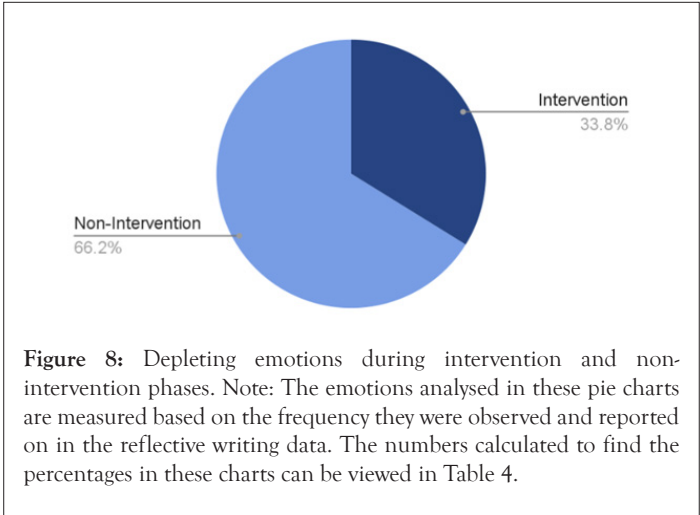 Intervention
33.8%
Non-Intervention
66.2%
Figure 8: Depleting emotions during intervention and non-
intervention phases. Note: The emotions analysed in these pie charts
are measured based on the frequency they were observed and reported
on in the reflective writing data. The numbers calculated to find the
percentages in these charts can be viewed in Table 4.